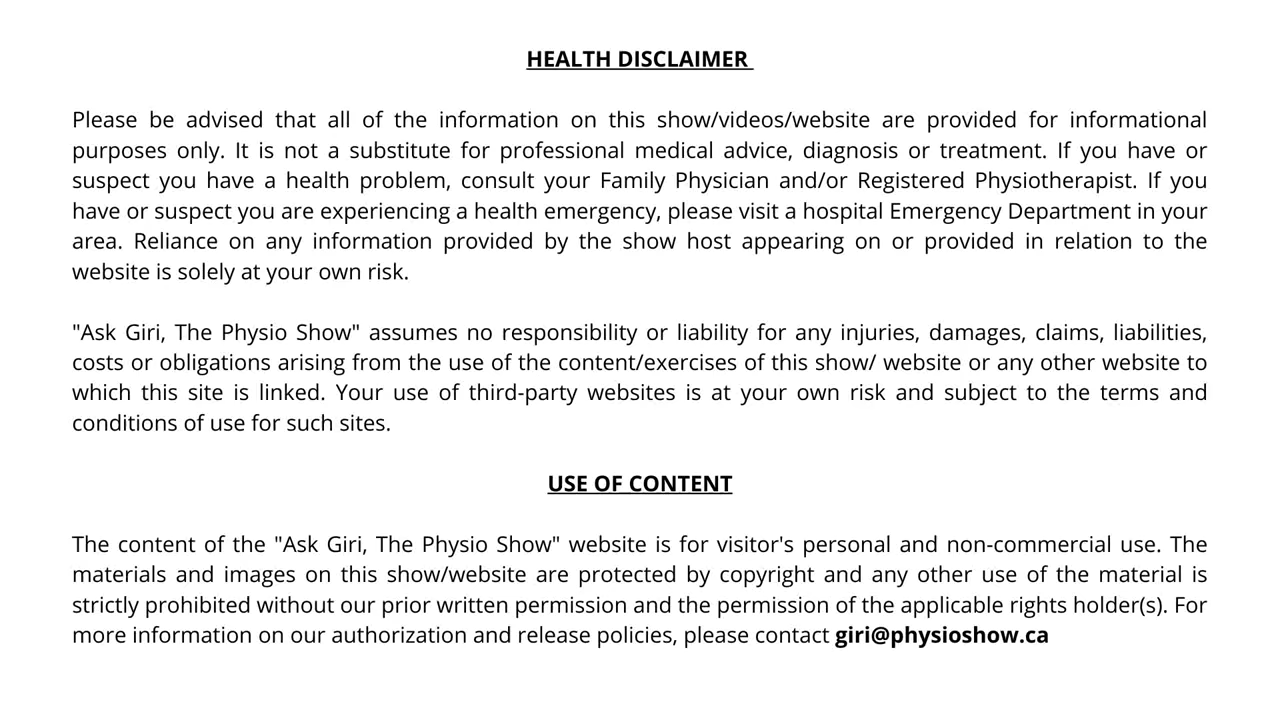 HEALTH DISCLAIMER
Please be advised that all of the information on this show/videos/website are provided for informational
purposes only. It is not a substitute for professional medical advice, diagnosis or treatment. If you have or
suspect you have a health problem, consult your Family Physician and/or Registered Physiotherapist. If you
have or suspect you are experiencing a health emergency, please visit a hospital Emergency Department in your
area. Reliance on any information provided by the show host appearing on or provided in relation to the
website is solely at your own risk.
"Ask Giri, The Physio Show" assumes no responsibility or liability for any injuries, damages, claims, liabilities,
costs or obligations arising from the use of the content/exercises of this show/ website or any other website to
which this site is linked. Your use of third-party websites is at your own risk and subject to the terms and
conditions of use for such sites.
USE OF CONTENT
The content of the "Ask Giri, The Physio Show" website is for visitor's personal and non-commercial use. The
materials and images on this show/website are protected by copyright and any other use of the material is
strictly prohibited without our prior written permission and the permission of the applicable rights holder(s). For
more information on our authorization and release policies, please contact giri@physioshow.ca